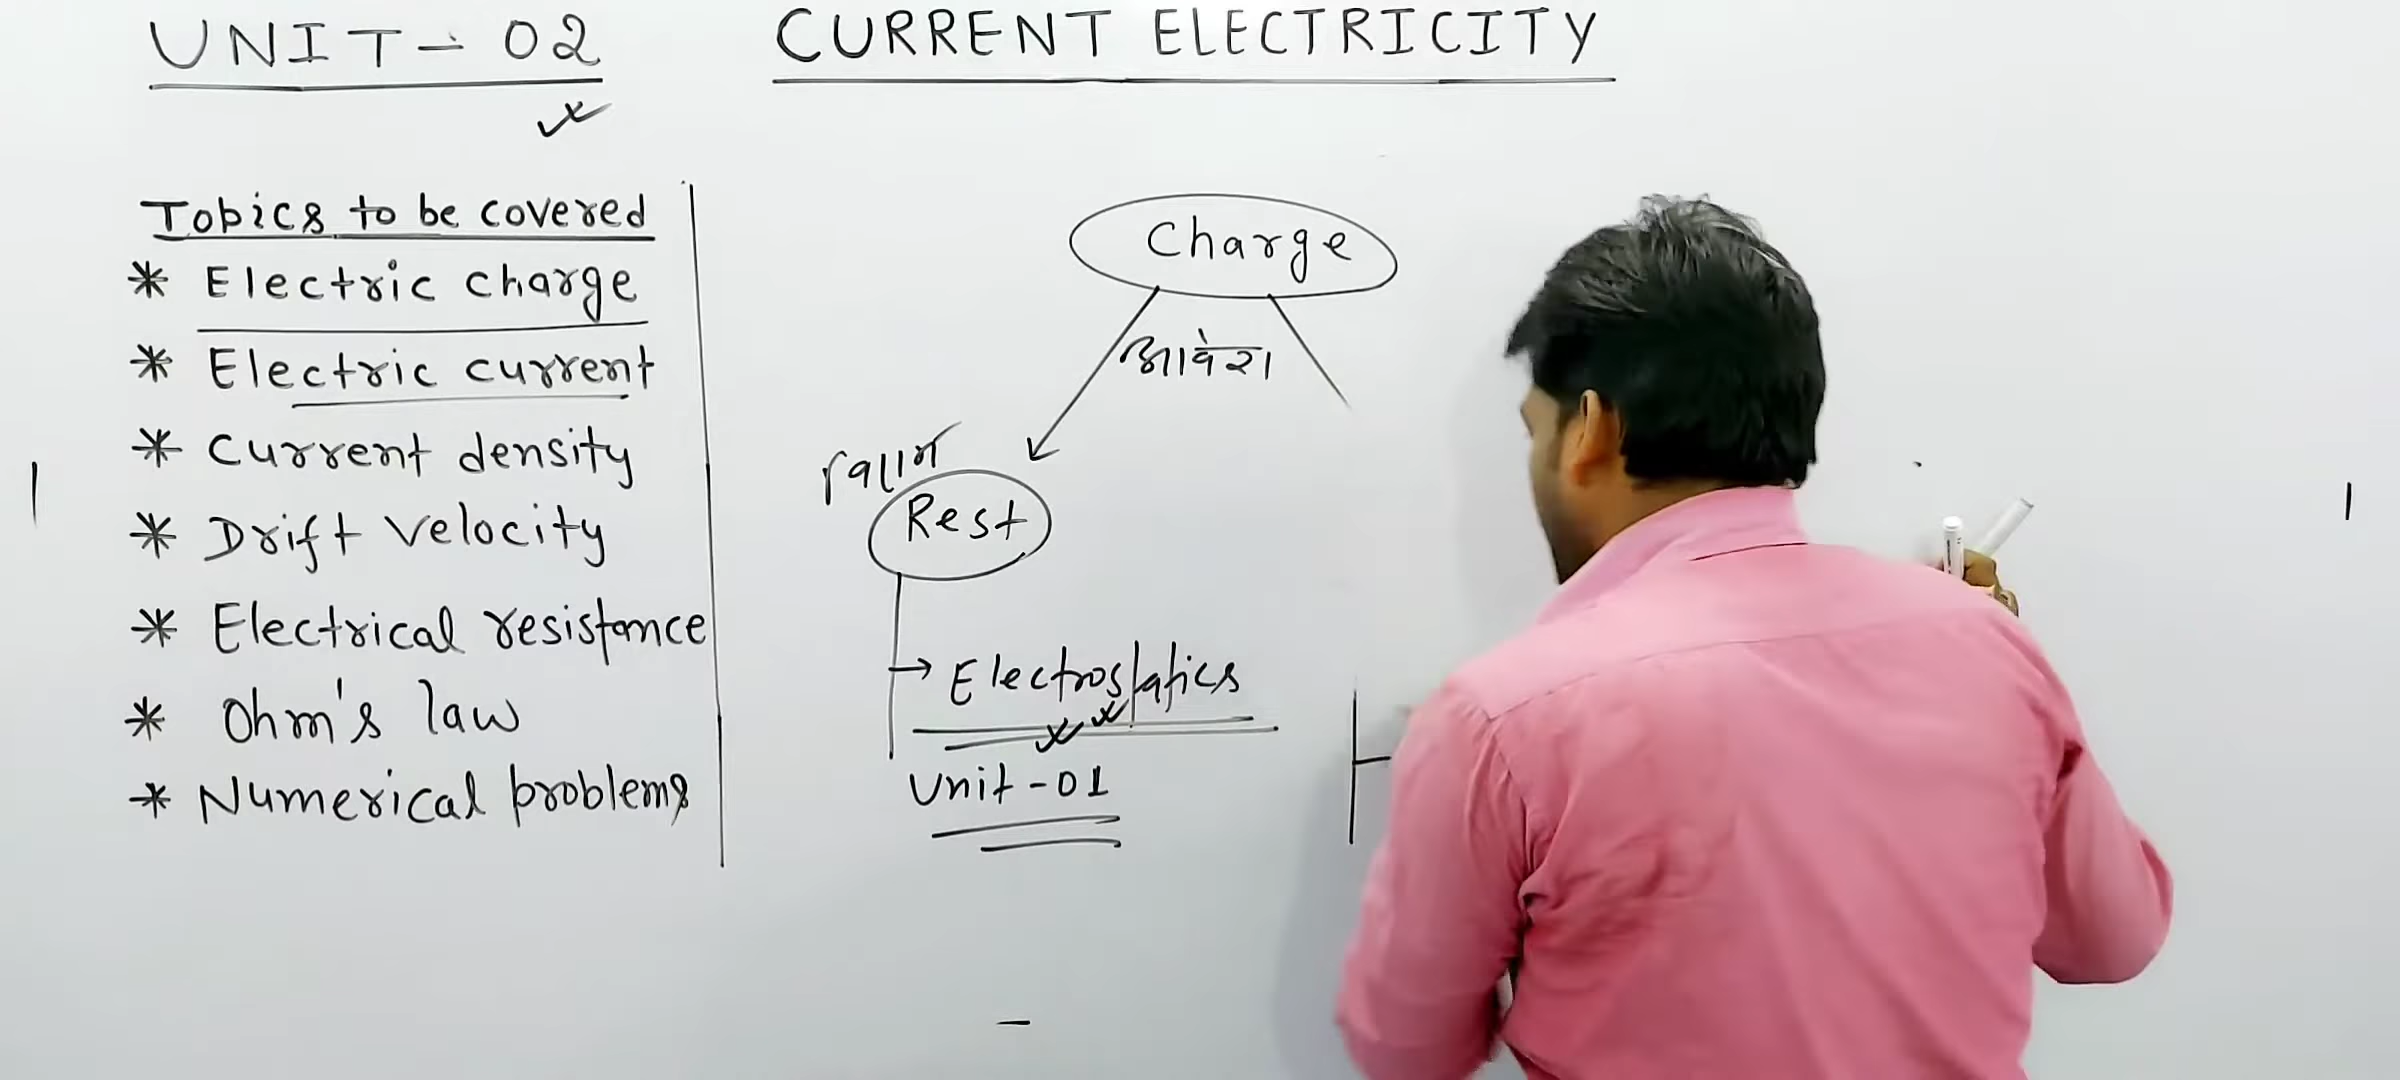 UNIT - 02
CURRENT ELECTRICITY
Topics to be covered
* Electric charge
* Electric current
* Current density
* Drift velocity
* Electrical resistance
* Ohm's law
* Numerical problems
Charge
आवेश
Rest
→ Electrostatics
Unit-01